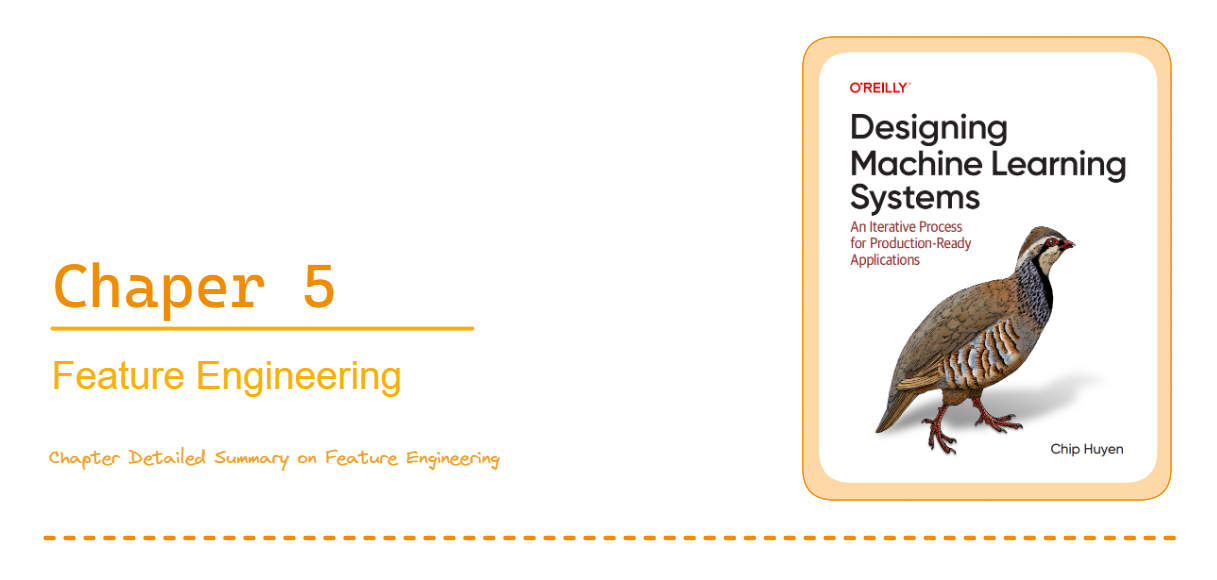 Chaper 5
Feature Engineering
Chapter Detailed Summary on Feature Engineering
O'REILLY
Designing
Machine Learning
Systems
An Iterative Process
for Production-Ready
Applications
Chip Huyen